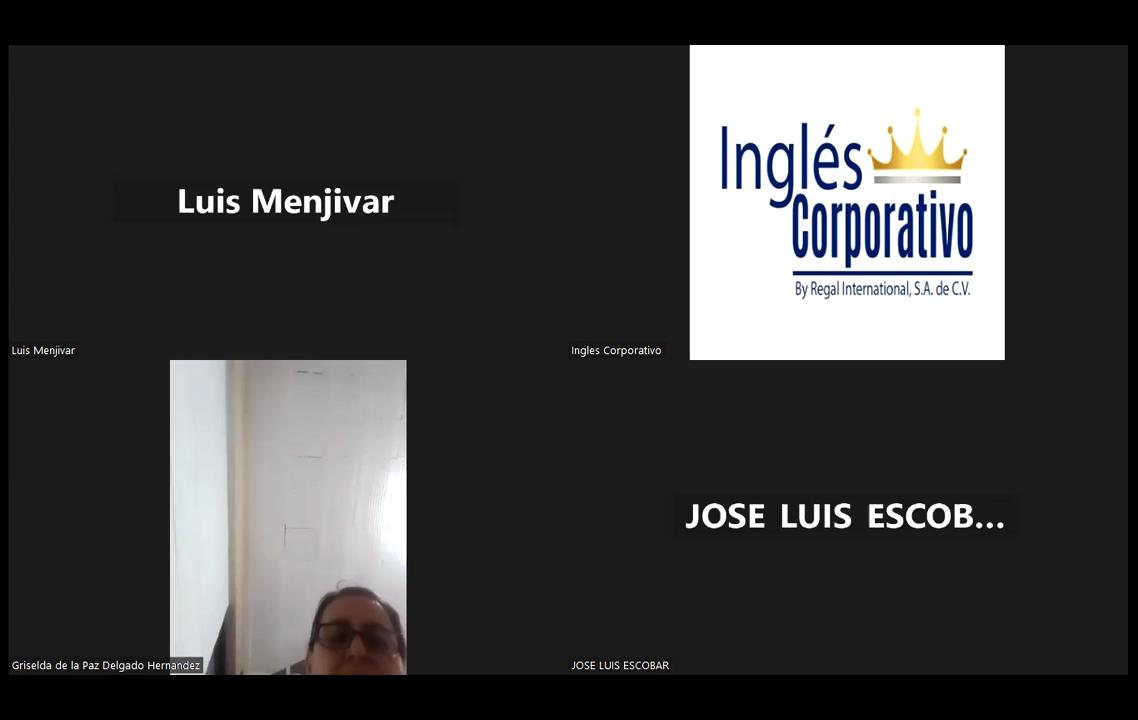 Luis Menjivar
Luis Menjivar
Inglés
Corporativo
By Regal International, S.A. de C.V.
Ingles Corporativo
Griselda de la Paz Delgado Hernandez
JOSE LUIS ESCOB...
JOSE LUIS ESCOBAR